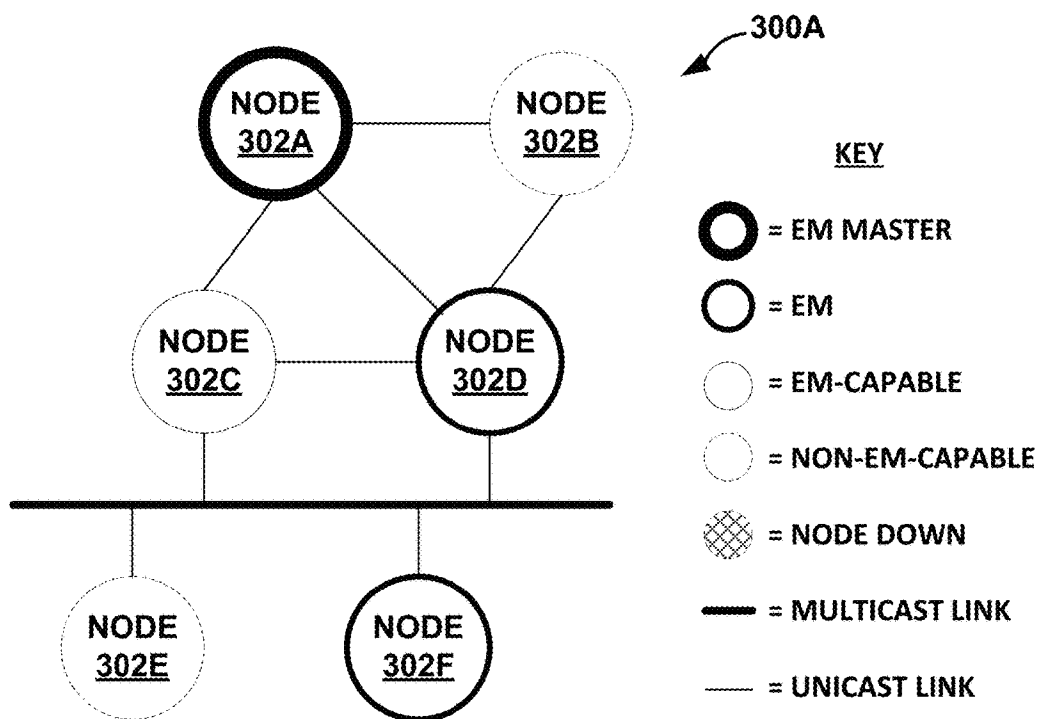 300A
NODE
302A
NODE
302B
KEY
= EM MASTER
= EM
NODE
302C
NODE
302D
= EM-CAPABLE
= NON-EM-CAPABLE
= NODE DOWN
NODE
302E
NODE
302F
= MULTICAST LINK
= UNICAST LINK